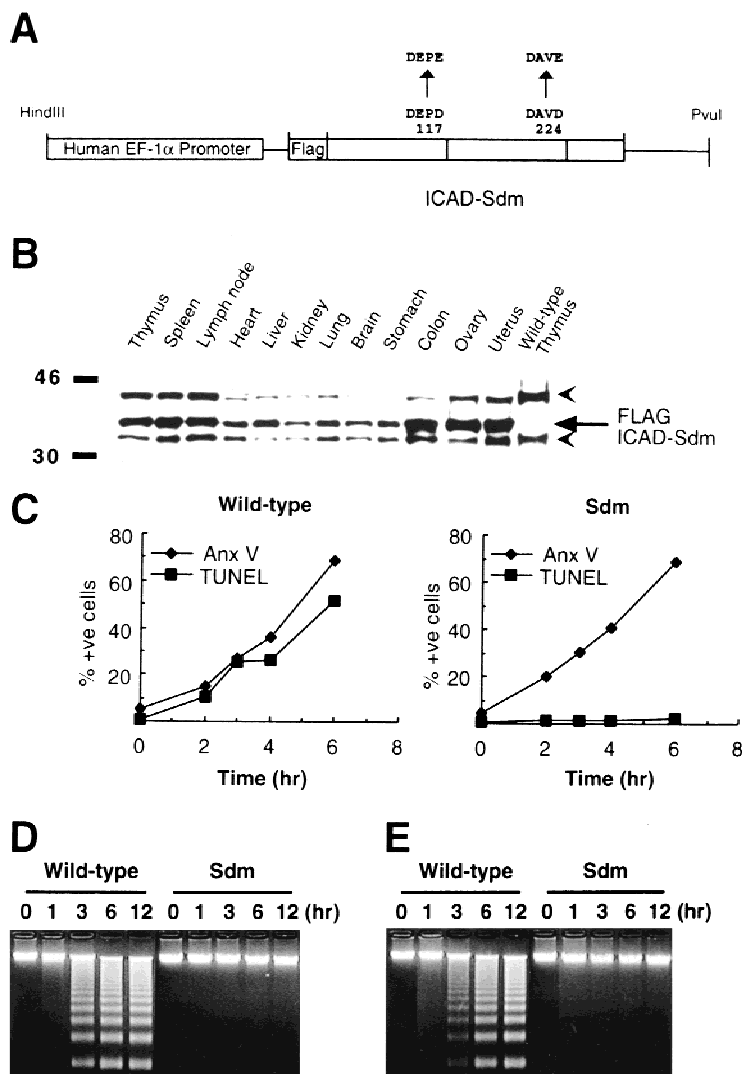 A
DEPE DAVE
HindIII DEPD DAVD PvuI
117 224
Human EF-1α Promoter Flag
ICAD-Sdm
B
Thymus Spleen Lymph node Heart Liver Kidney Lung Brain Stomach Colon Ovary Uterus Wild-type Thymus
46
FLAG
ICAD-Sdm
30
C
Wild-type Sdm
80 80
Anx V Anx V
TUNEL TUNEL
60 60
40 40
20 20
% +ve cells % +ve cells
0 2 4 6 8 0 2 4 6 8
Time (hr) Time (hr)
D E
Wild-type Sdm Wild-type Sdm
0 1 3 6 12 0 1 3 6 12 (hr) 0 1 3 6 12 0 1 3 6 12 (hr)